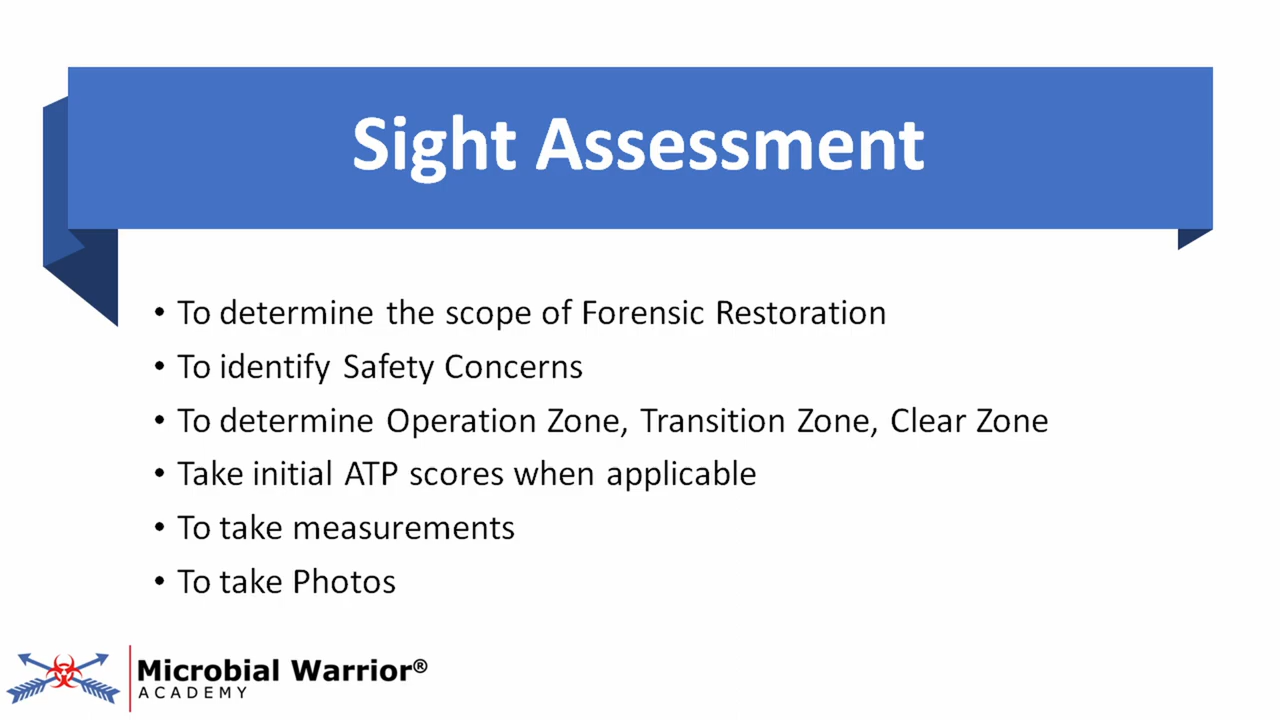 Sight Assessment
• To determine the scope of Forensic Restoration
• To identify Safety Concerns
• To determine Operation Zone, Transition Zone, Clear Zone
• Take initial ATP scores when applicable
• To take measurements
• To take Photos
Microbial Warrior®
ACADEMY